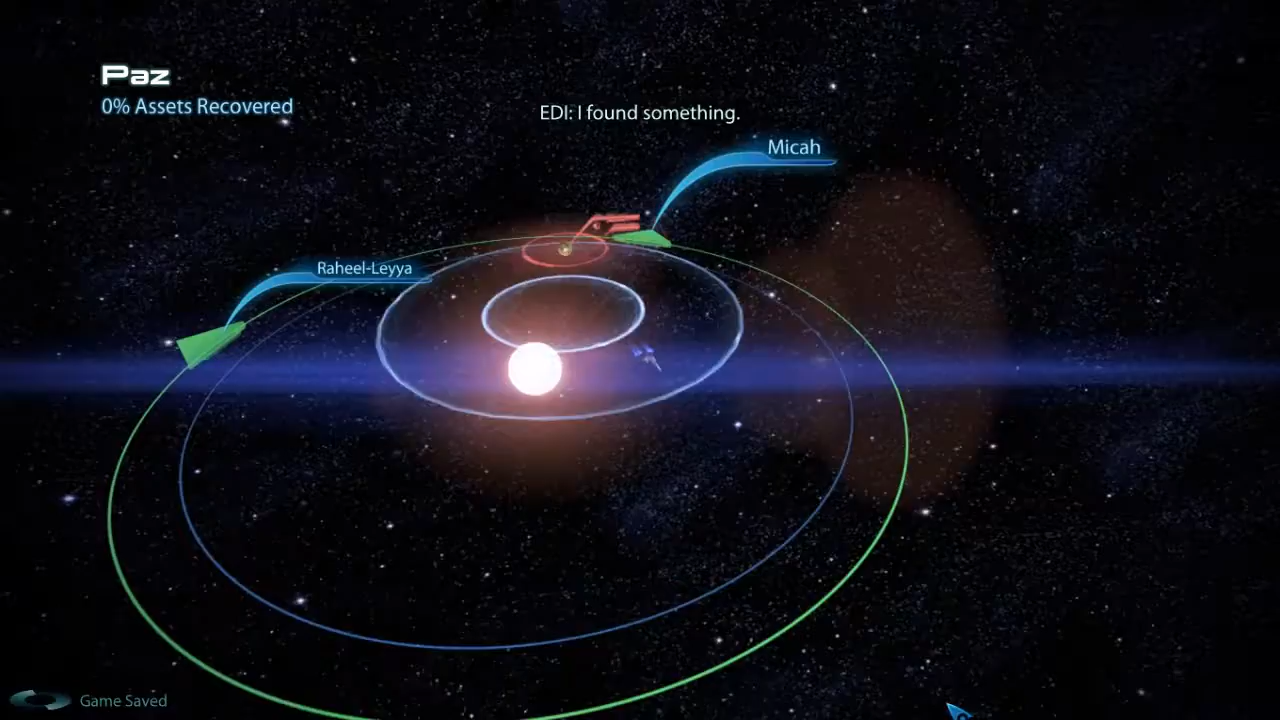 Paz
0% Assets Recovered
EDI: I found something.
Micah
Raheel-Leyya
Game Saved